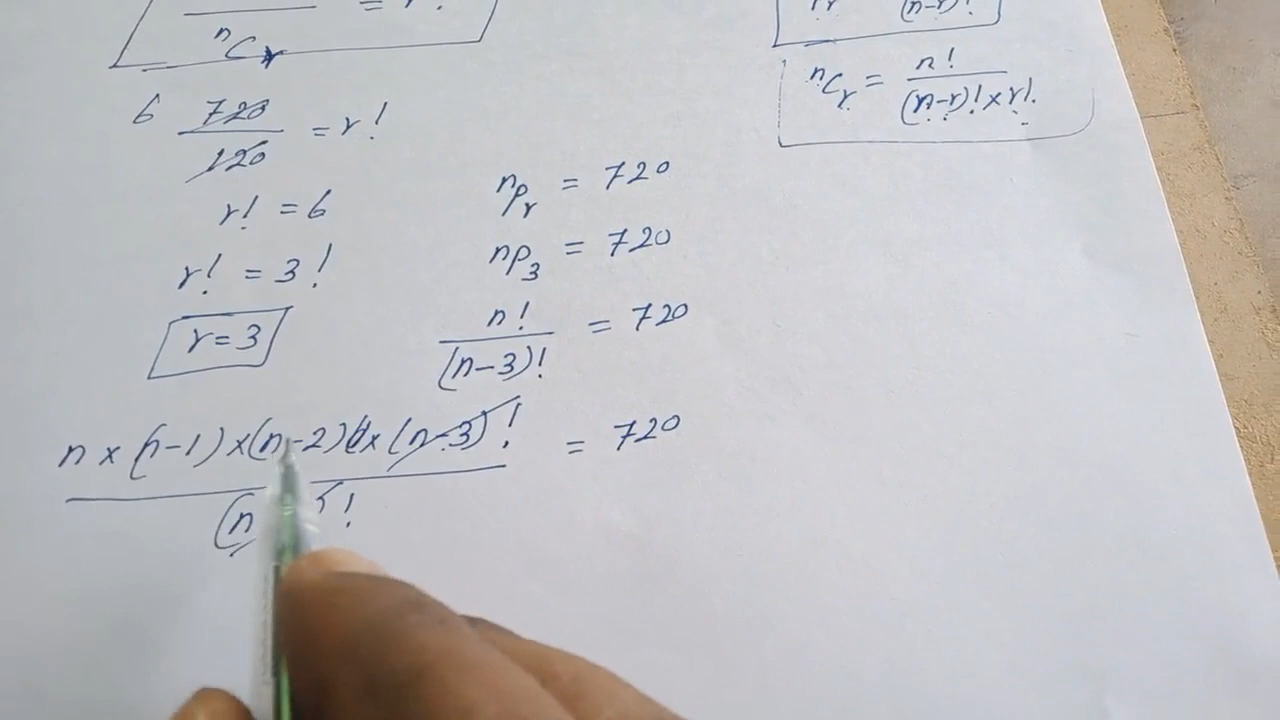 = r!
nCr
nCr = n! / (n-r)! × r!
6 720 / 120 = r!
r! = 6
r! = 3!
r = 3
nPr = 720
nP3 = 720
n! / (n-3)! = 720
n × (n-1) × (n-2) × (n-3)! / (n !
= 720